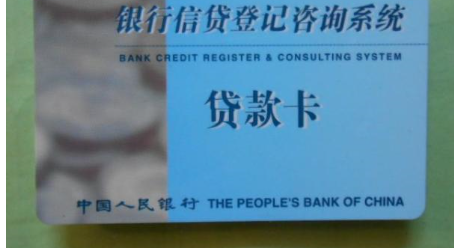 银行信贷登记咨询系统
BANK CREDIT REGISTER & CONSULTING SYSTEM
贷款卡
中国人民银行 THE PEOPLE'S BANK OF CHINA